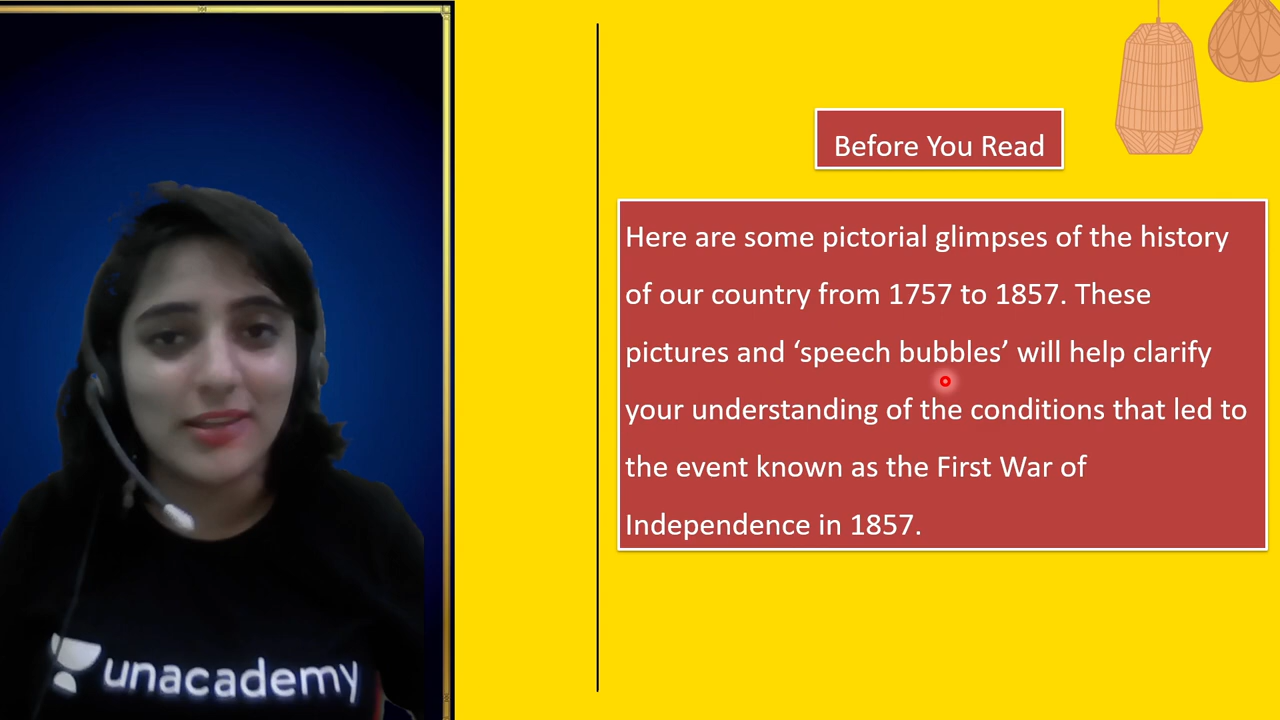 Before You Read
Here are some pictorial glimpses of the history
of our country from 1757 to 1857. These
pictures and ‘speech bubbles’ will help clarify
your understanding of the conditions that led to
the event known as the First War of
Independence in 1857.
unacademy